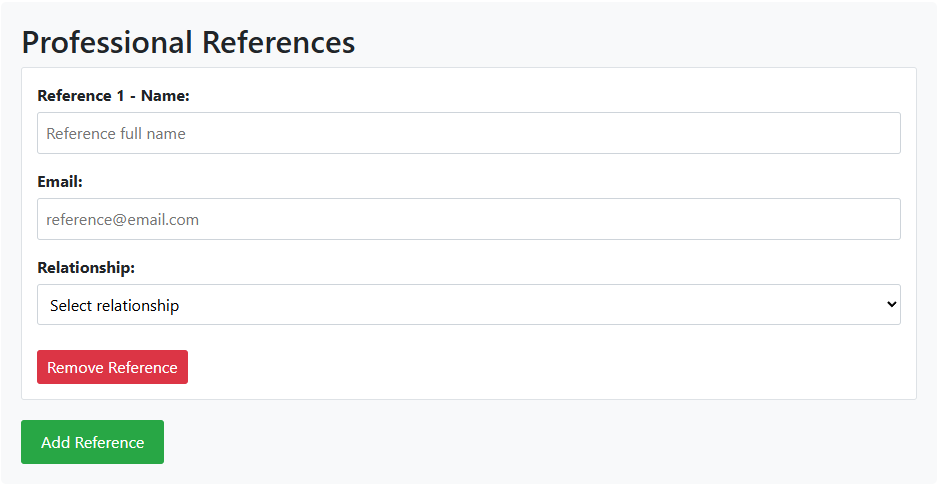 Professional References
Reference 1 - Name:
Reference full name
Email:
reference@email.com
Relationship:
Select relationship
Remove Reference
Add Reference